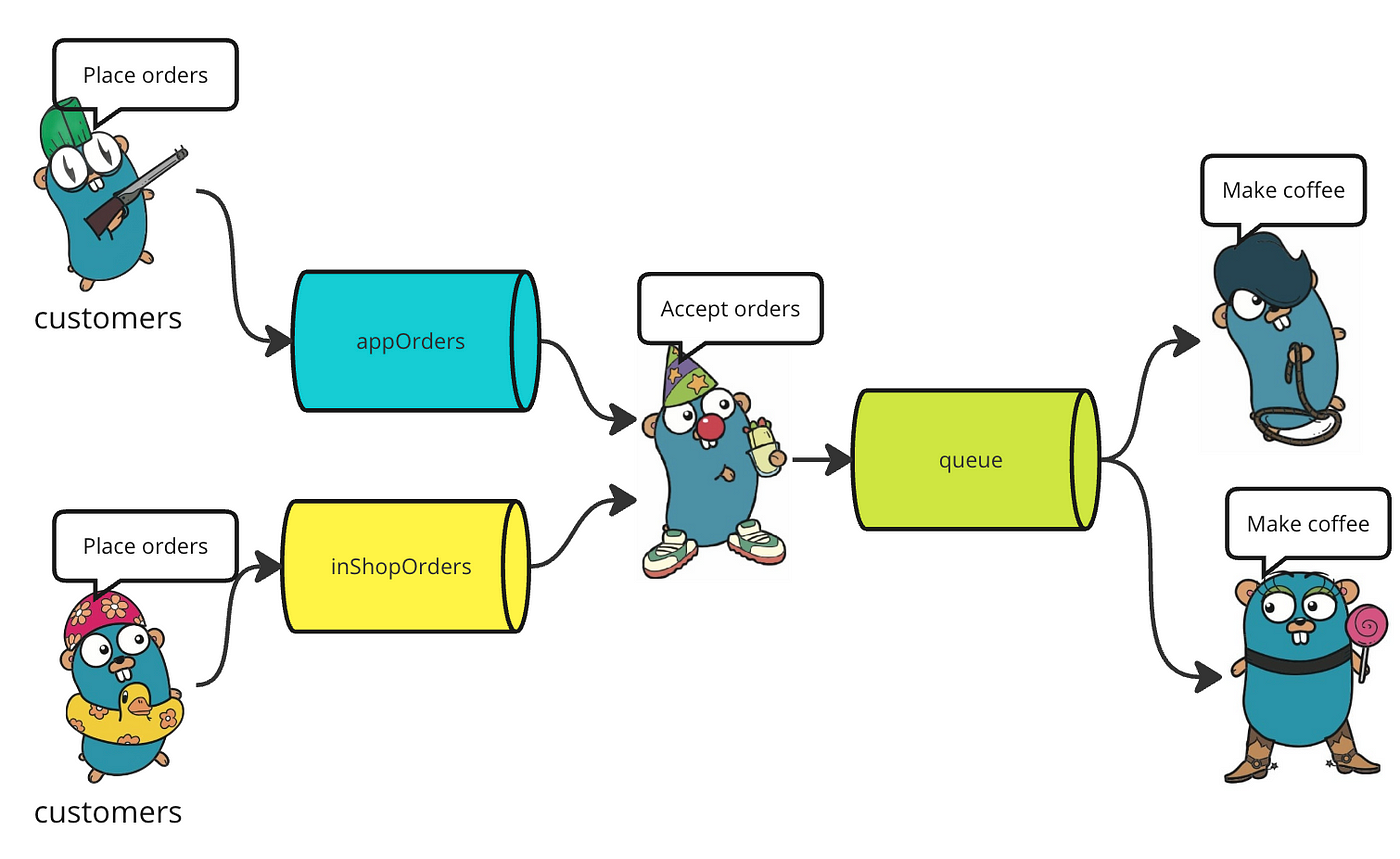 Place orders
customers
appOrders
Accept orders
Make coffee
queue
Place orders
inShopOrders
Make coffee
customers